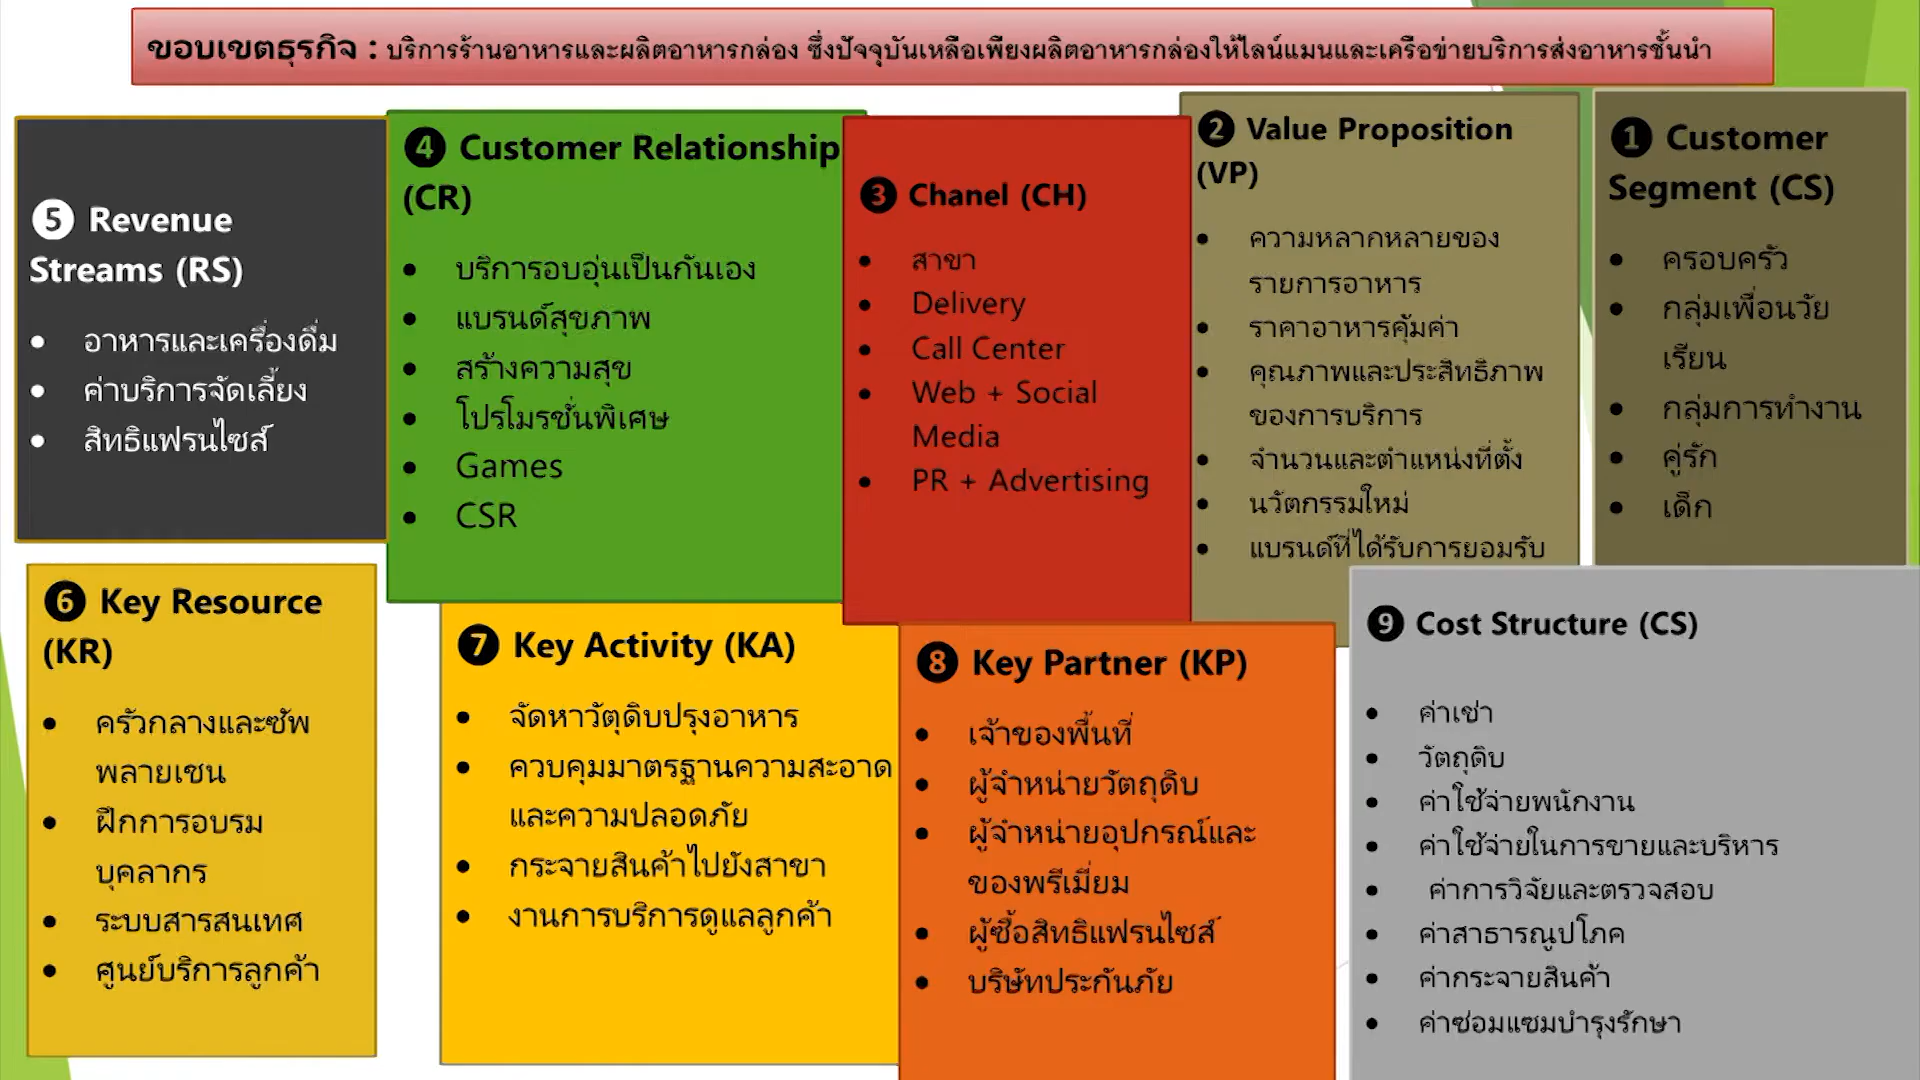 ขอบเขตธุรกิจ : บริการร้านอาหารและผลิตอาหารกล่อง ซึ่งปัจจุบันเหลือเพียงผลิตอาหารกล่องให้ไลน์แมนและเครือข่ายบริการส่งอาหารชั้นนำ
❺ Revenue
Streams (RS)
• อาหารและเครื่องดื่ม
• ค่าบริการจัดเลี้ยง
• สิทธิแฟรนไซส์
❹ Customer Relationship
(CR)
• บริการอบอุ่นเป็นกันเอง
• แบรนด์สุขภาพ
• สร้างความสุข
• โปรโมรชั่นพิเศษ
• Games
• CSR
❸ Chanel (CH)
• สาขา
• Delivery
• Call Center
• Web + Social
Media
• PR + Advertising
❷ Value Proposition
(VP)
• ความหลากหลายของ
รายการอาหาร
• ราคาอาหารคุ้มค่า
• คุณภาพและประสิทธิภาพ
ของการบริการ
• จำนวนและตำแหน่งที่ตั้ง
• นวัตกรรมใหม่
• แบรนด์ที่ได้รับการยอมรับ
❶ Customer
Segment (CS)
• ครอบครัว
• กลุ่มเพื่อนวัย
เรียน
• กลุ่มการทำงาน
• คู่รัก
• เด็ก
❻ Key Resource
(KR)
• ครัวกลางและซัพ
พลายเชน
• ฝึกการอบรม
บุคลากร
• ระบบสารสนเทศ
• ศูนย์บริการลูกค้า
❼ Key Activity (KA)
• จัดหาวัตุดิบปรุงอาหาร
• ควบคุมมาตรฐานความสะอาด
และความปลอดภัย
• กระจายสินค้าไปยังสาขา
• งานการบริการดูแลลูกค้า
❽ Key Partner (KP)
• เจ้าของพื้นที่
• ผู้จำหน่ายวัตถุดิบ
• ผู้จำหน่ายอุปกรณ์และ
ของพรีเมี่ยม
• ผู้ซื้อสิทธิแฟรนไซส์
• บริษัทประกันภัย
❾ Cost Structure (CS)
• ค่าเช่า
• วัตถุดิบ
• ค่าใช้จ่ายพนักงาน
• ค่าใช้จ่ายในการขายและบริหาร
• ค่าการวิจัยและตรวจสอบ
• ค่าสาธารณูปโภค
• ค่ากระจายสินค้า
• ค่าซ่อมแซมบำรุงรักษา